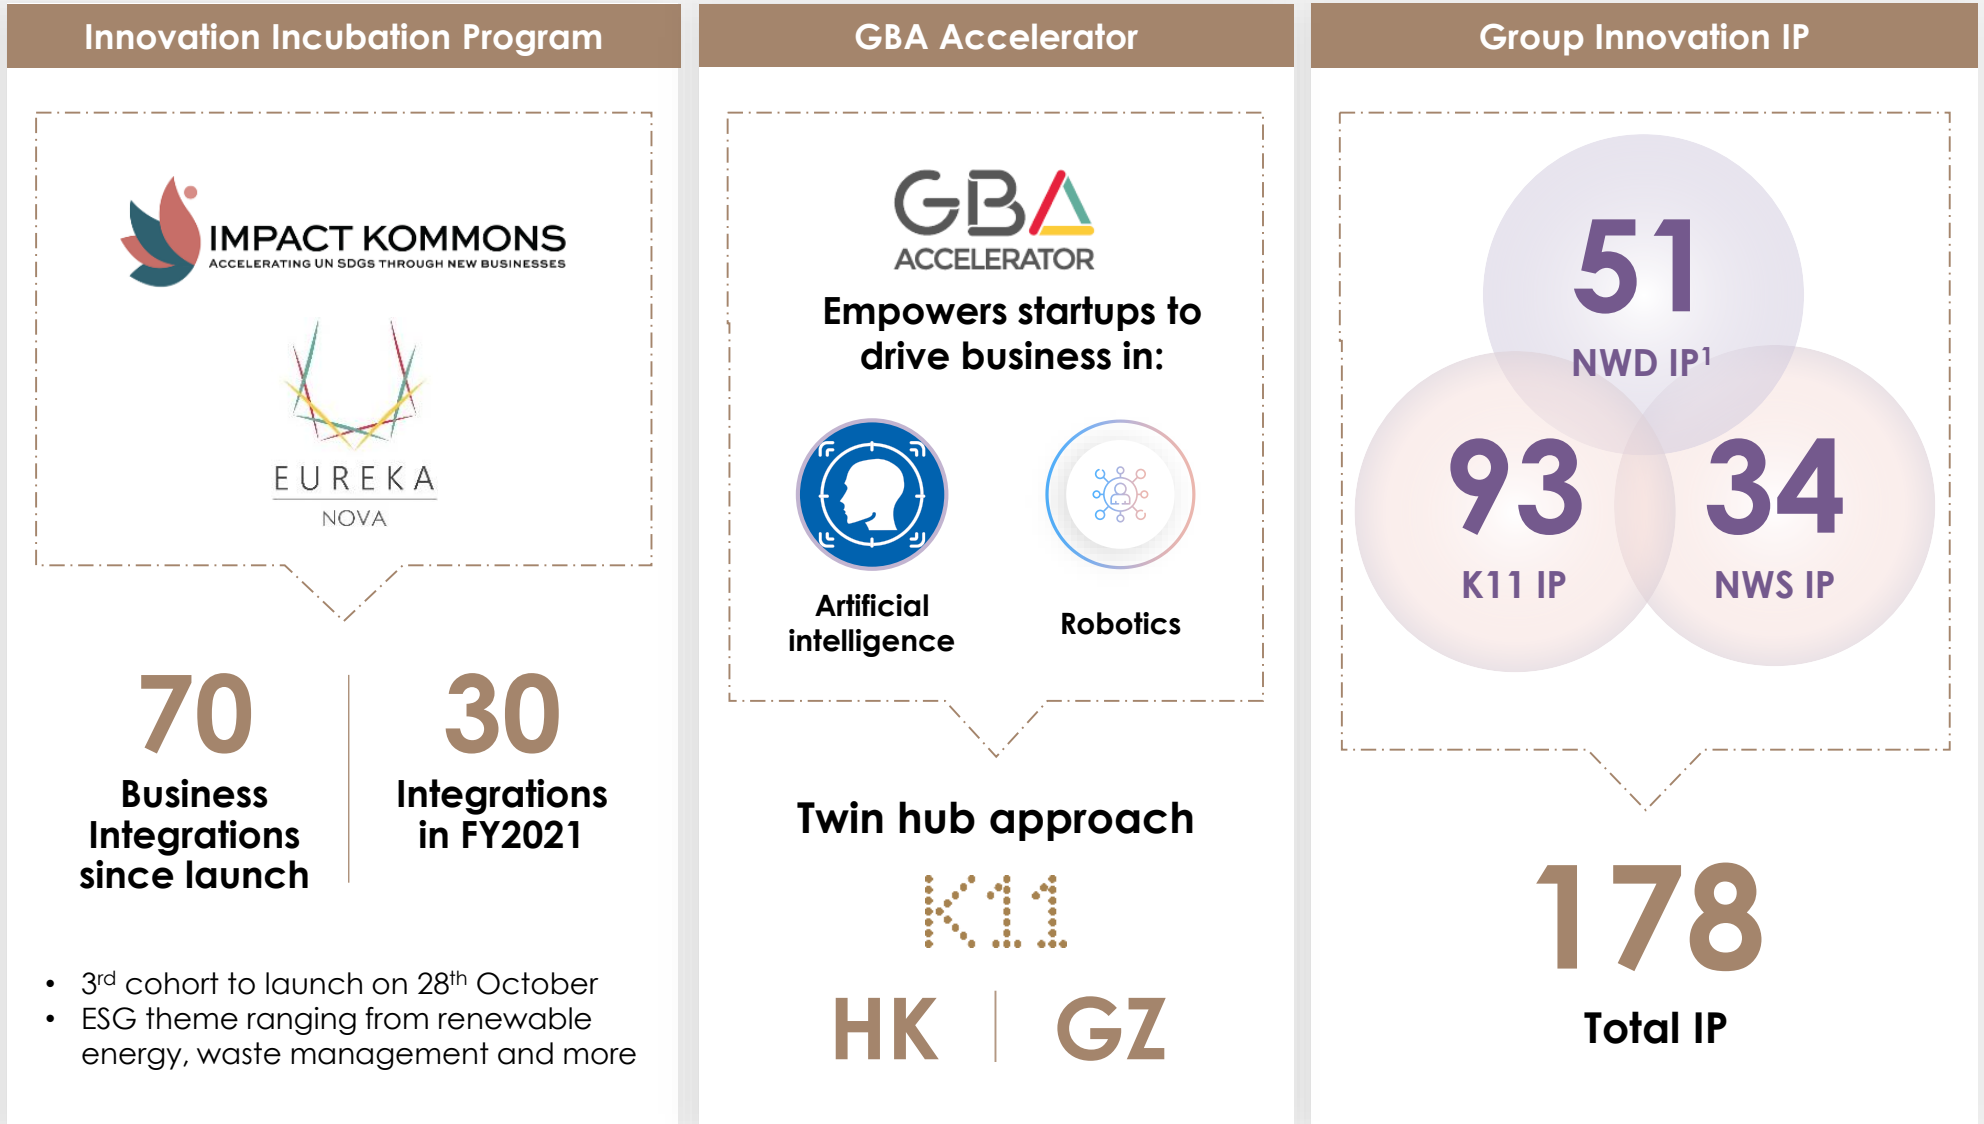 Innovation Incubation Program
IMPACT KOMMONS
ACCELERATING UN SDGS THROUGH NEW BUSINESSES
EUREKA
NOVA
70
Business
Integrations
since launch
30
Integrations
in FY2021
• 3rd cohort to launch on 28th October
• ESG theme ranging from renewable
energy, waste management and more
GBA Accelerator
GBA
ACCELERATOR
Empowers startups to
drive business in:
Artificial
intelligence
Robotics
Twin hub approach
K11
HK
GZ
Group Innovation IP
51
NWD IP¹
93
K11 IP
34
NWS IP
178
Total IP